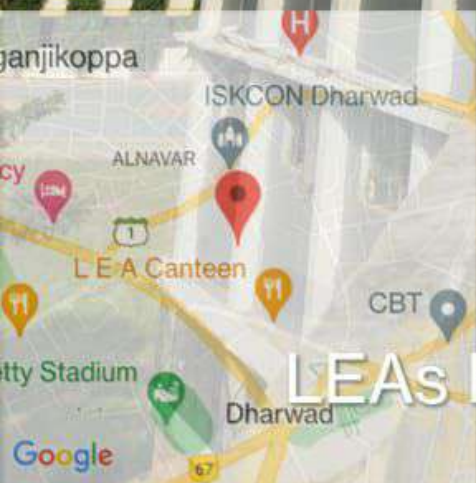 H
ganjikoppa
ISKCON Dharwad
ALNAVAR
cy
1
L E A Canteen
CBT
tty Stadium
LEAs
Dharwad
Google
67